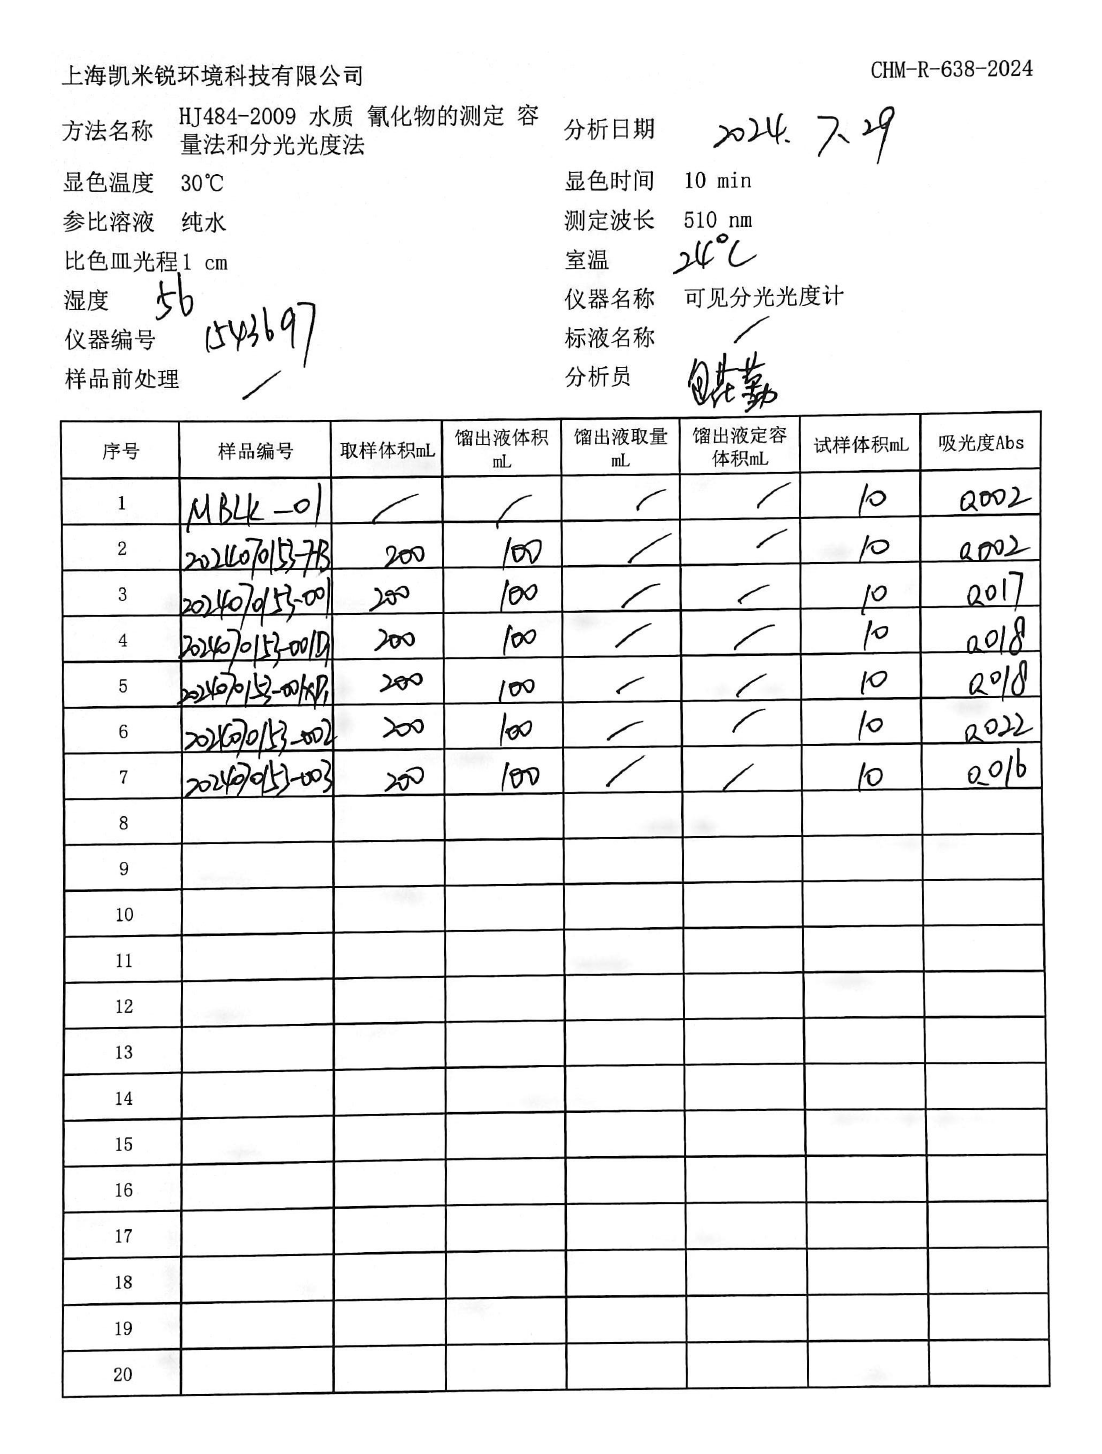 上海凯米锐环境科技有限公司 CHM-R-638-2024
方法名称 HJ484-2009 水质 氰化物的测定 容量法和分光光度法 分析日期 2024.7.29
显色温度 30℃ 显色时间 10 min
参比溶液 纯水 测定波长 510 nm
比色皿光程1 cm 室温 24℃
湿度 56 仪器名称 可见分光光度计
仪器编号 1543697 标液名称 /
样品前处理 / 分析员
序号 样品编号 取样体积mL 馏出液体积mL 馏出液取量mL 馏出液定容体积mL 试样体积mL 吸光度Abs
1 MBLK-01 / / / / 10 0.002
2 2024070153-FB 200 100 / / 10 0.002
3 2024070153-001 200 100 / / 10 0.017
4 2024070153-001D 200 100 / / 10 0.018
5 200 100 / / 10 0.018
6 2024070153-002 200 100 / / 10 0.022
7 2024070153-003 200 100 / / 10 0.016
8
9
10
11
12
13
14
15
16
17
18
19
20